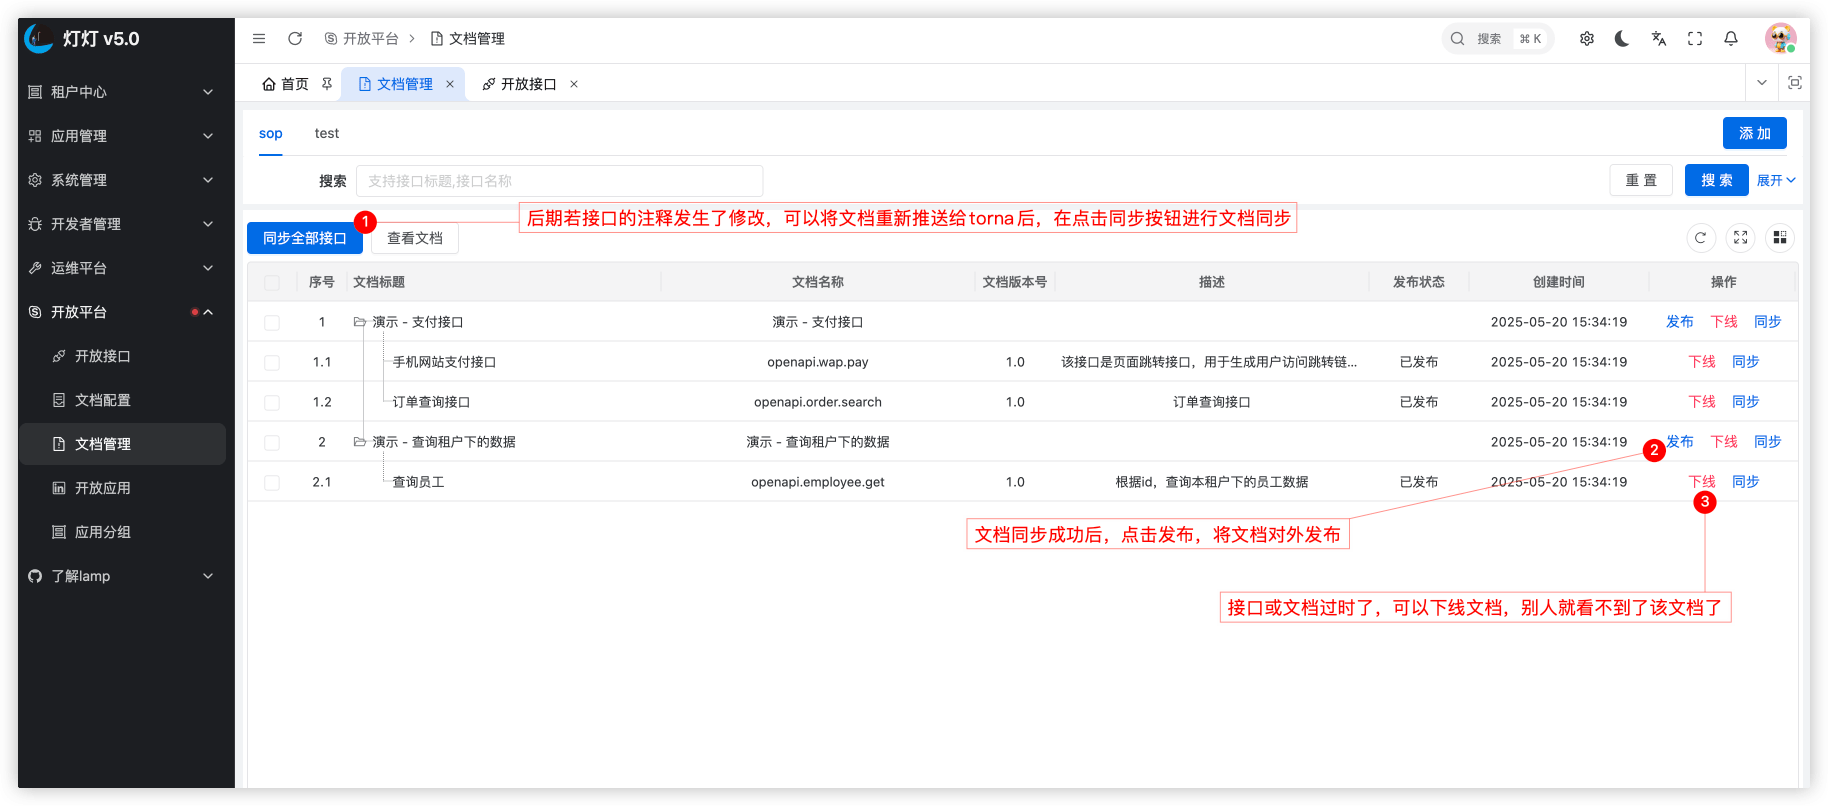 灯灯 v5.0
开放平台 > 文档管理
搜索 ⌘ K
租户中心
应用管理
系统管理
开发者管理
运维平台
开放平台
开放接口
文档配置
文档管理
开放应用
应用分组
了解lamp
首页
文档管理 ×
开放接口 ×
sop
test
添 加
搜索
支持接口标题,接口名称
重 置
搜 索
展开
1
后期若接口的注释发生了修改，可以将文档重新推送给torna后，在点击同步按钮进行文档同步
同步全部接口
查看文档
序号 文档标题 文档名称 文档版本号 描述 发布状态 创建时间 操作
1 演示 - 支付接口 演示 - 支付接口 2025-05-20 15:34:19 发布 下线 同步
1.1 手机网站支付接口 openapi.wap.pay 1.0 该接口是页面跳转接口，用于生成用户访问跳转链... 已发布 2025-05-20 15:34:19 下线 同步
1.2 订单查询接口 openapi.order.search 1.0 订单查询接口 已发布 2025-05-20 15:34:19 下线 同步
2 演示 - 查询租户下的数据 演示 - 查询租户下的数据 2025-05-20 15:34:19 发布 下线 同步
2
2.1 查询员工 openapi.employee.get 1.0 根据id，查询本租户下的员工数据 已发布 2025-05-20 15:34:19 下线 同步
3
文档同步成功后，点击发布，将文档对外发布
接口或文档过时了，可以下线文档，别人就看不到了该文档了